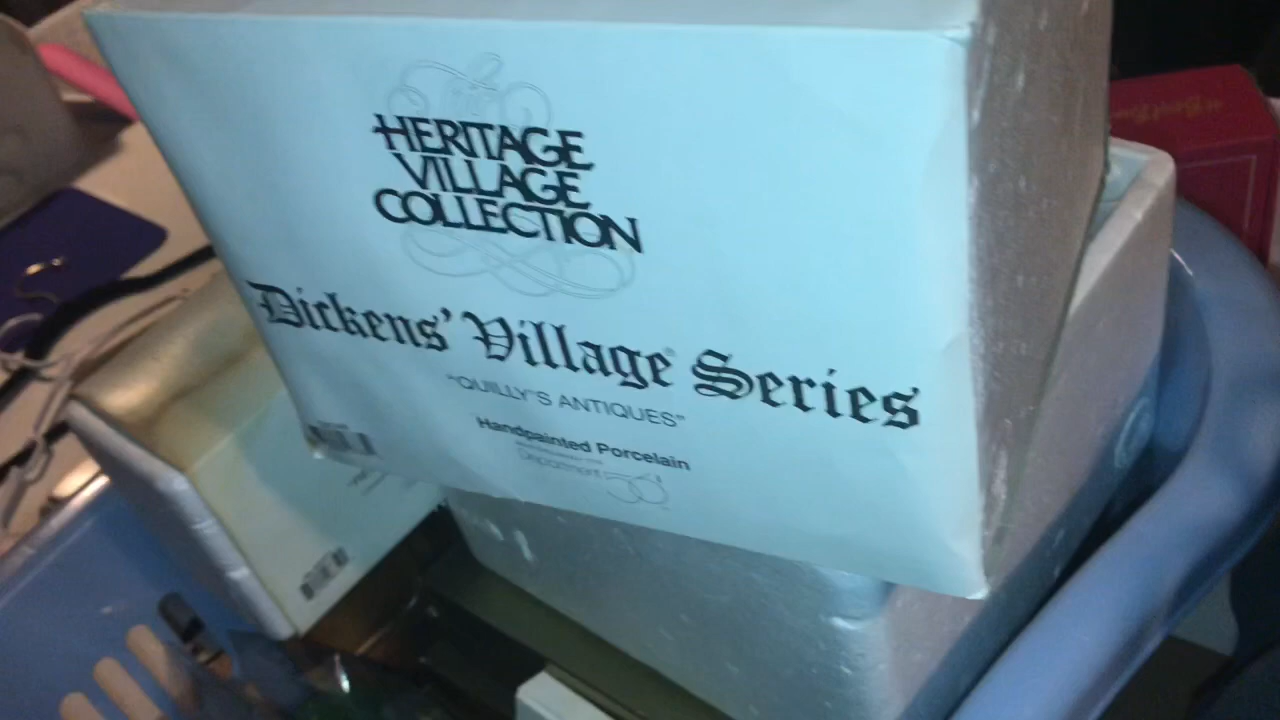 HERITAGE
VILLAGE
COLLECTION
Dickens' Village Series
"QUILLY'S ANTIQUES"
Handpainted Porcelain
Department 56